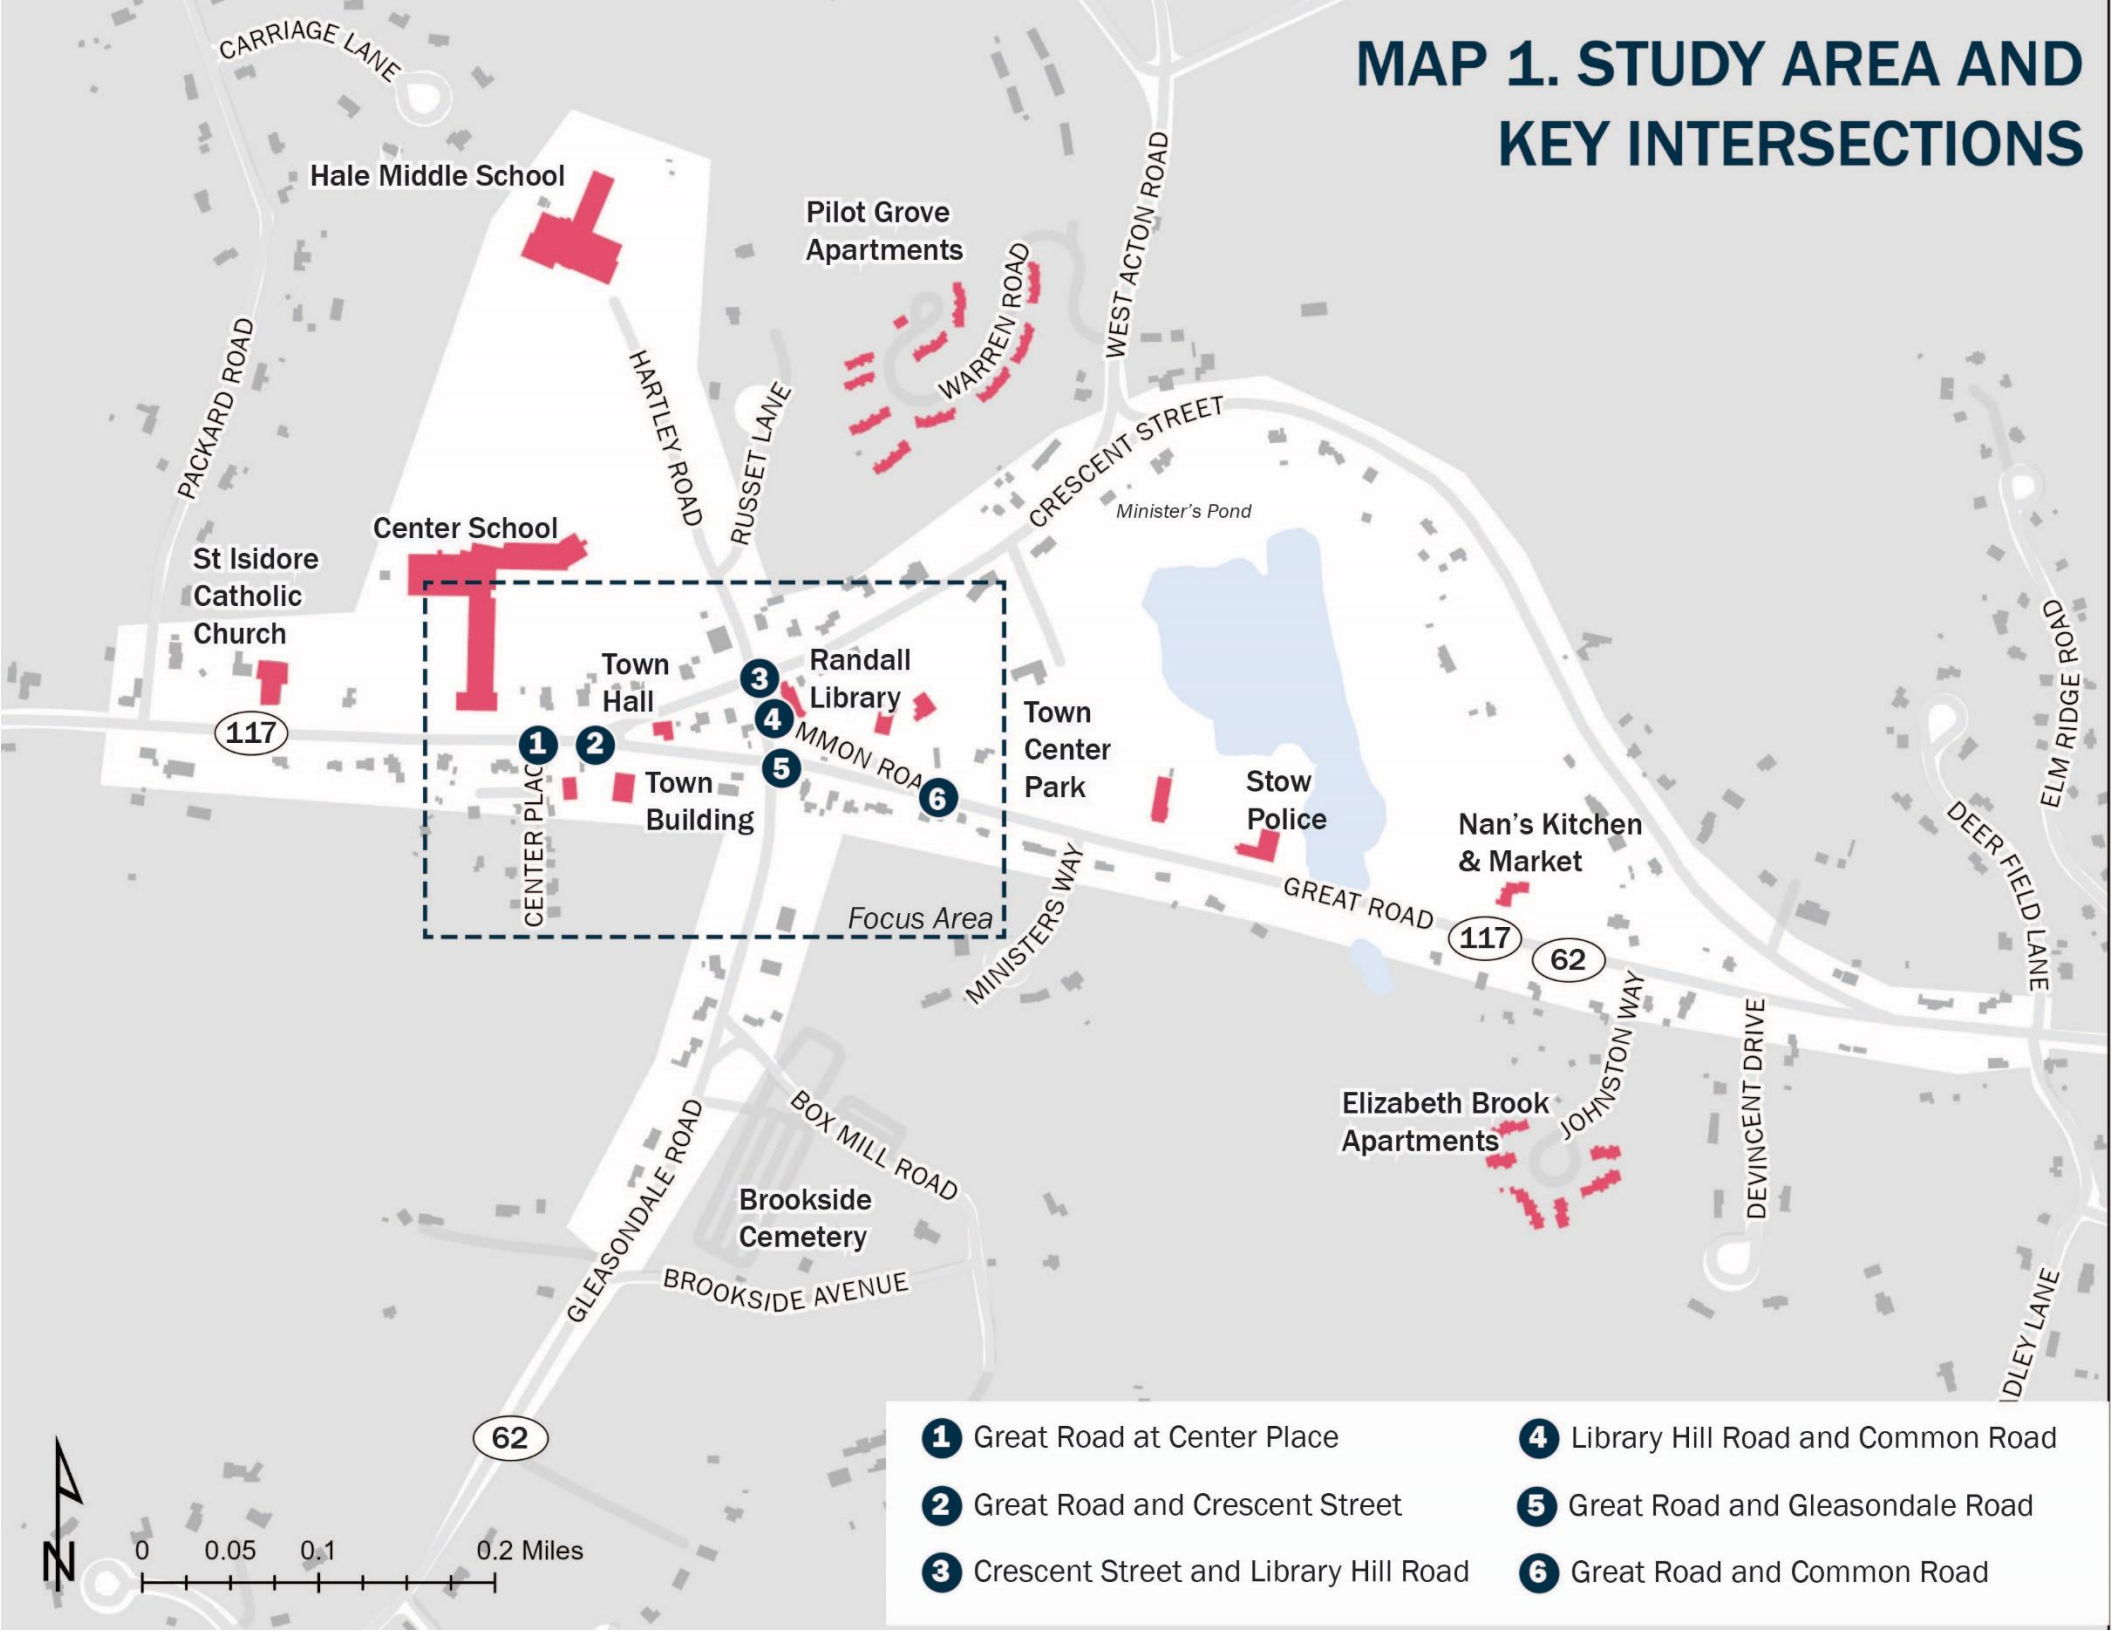 MAP 1. STUDY AREA AND
KEY INTERSECTIONS
CARRIAGE LANE
Hale Middle School
Pilot Grove
Apartments
WARREN ROAD
WEST ACTON ROAD
PACKARD ROAD
HARTLEY ROAD
RUSSET LANE
CRESCENT STREET
Minister's Pond
Center School
St Isidore
Catholic
Church
Town
Hall
3
Randall
Library
4
MMON ROA
117
1
2
5
6
Town
Center
Park
Town
Building
CENTER PLAC
Focus Area
MINISTERS WAY
Stow
Police
Nan's Kitchen
& Market
GREAT ROAD
117
62
ELM RIDGE ROAD
DEER FIELD LANE
JOHNSTON WAY
DEVINCENT DRIVE
Elizabeth Brook
Apartments
BOX MILL ROAD
GLEASONDALE ROAD
Brookside
Cemetery
BROOKSIDE AVENUE
DLEY LANE
62
N
0 0.05 0.1 0.2 Miles
1 Great Road at Center Place
2 Great Road and Crescent Street
3 Crescent Street and Library Hill Road
4 Library Hill Road and Common Road
5 Great Road and Gleasondale Road
6 Great Road and Common Road